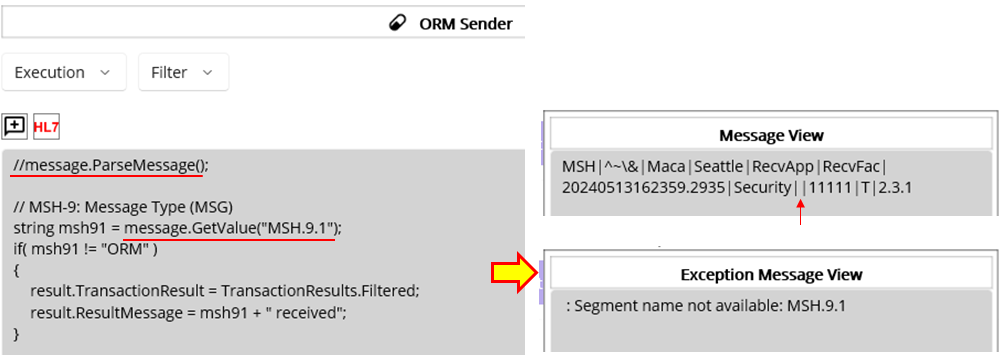 ORM Sender
Execution
Filter
HL7
//message.ParseMessage();
// MSH-9: Message Type (MSG)
string msh91 = message.GetValue("MSH.9.1");
if( msh91 != "ORM" )
{
result.TransactionResult = TransactionResults.Filtered;
result.ResultMessage = msh91 + " received";
}
Message View
MSH|^~\&|Maca|Seattle|RecvApp|RecvFac|
20240513162359.2935|Security||11111|T|2.3.1
Exception Message View
: Segment name not available: MSH.9.1